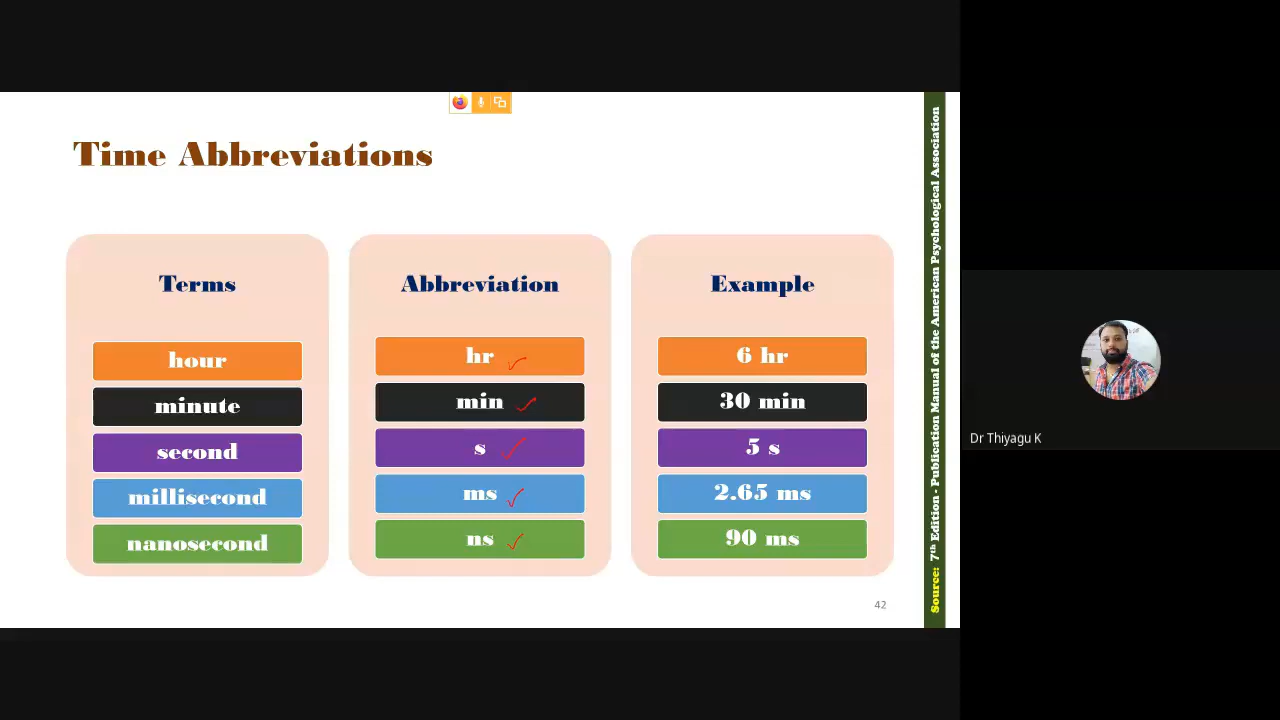 Time Abbreviations
Terms
hour
minute
second
millisecond
nanosecond
Abbreviation
hr
min
s
ms
ns
Example
6 hr
30 min
5 s
2.65 ms
90 ms
42
Source: 7th Edition - Publication Manual of the American Psychological Association
Dr Thiyagu K